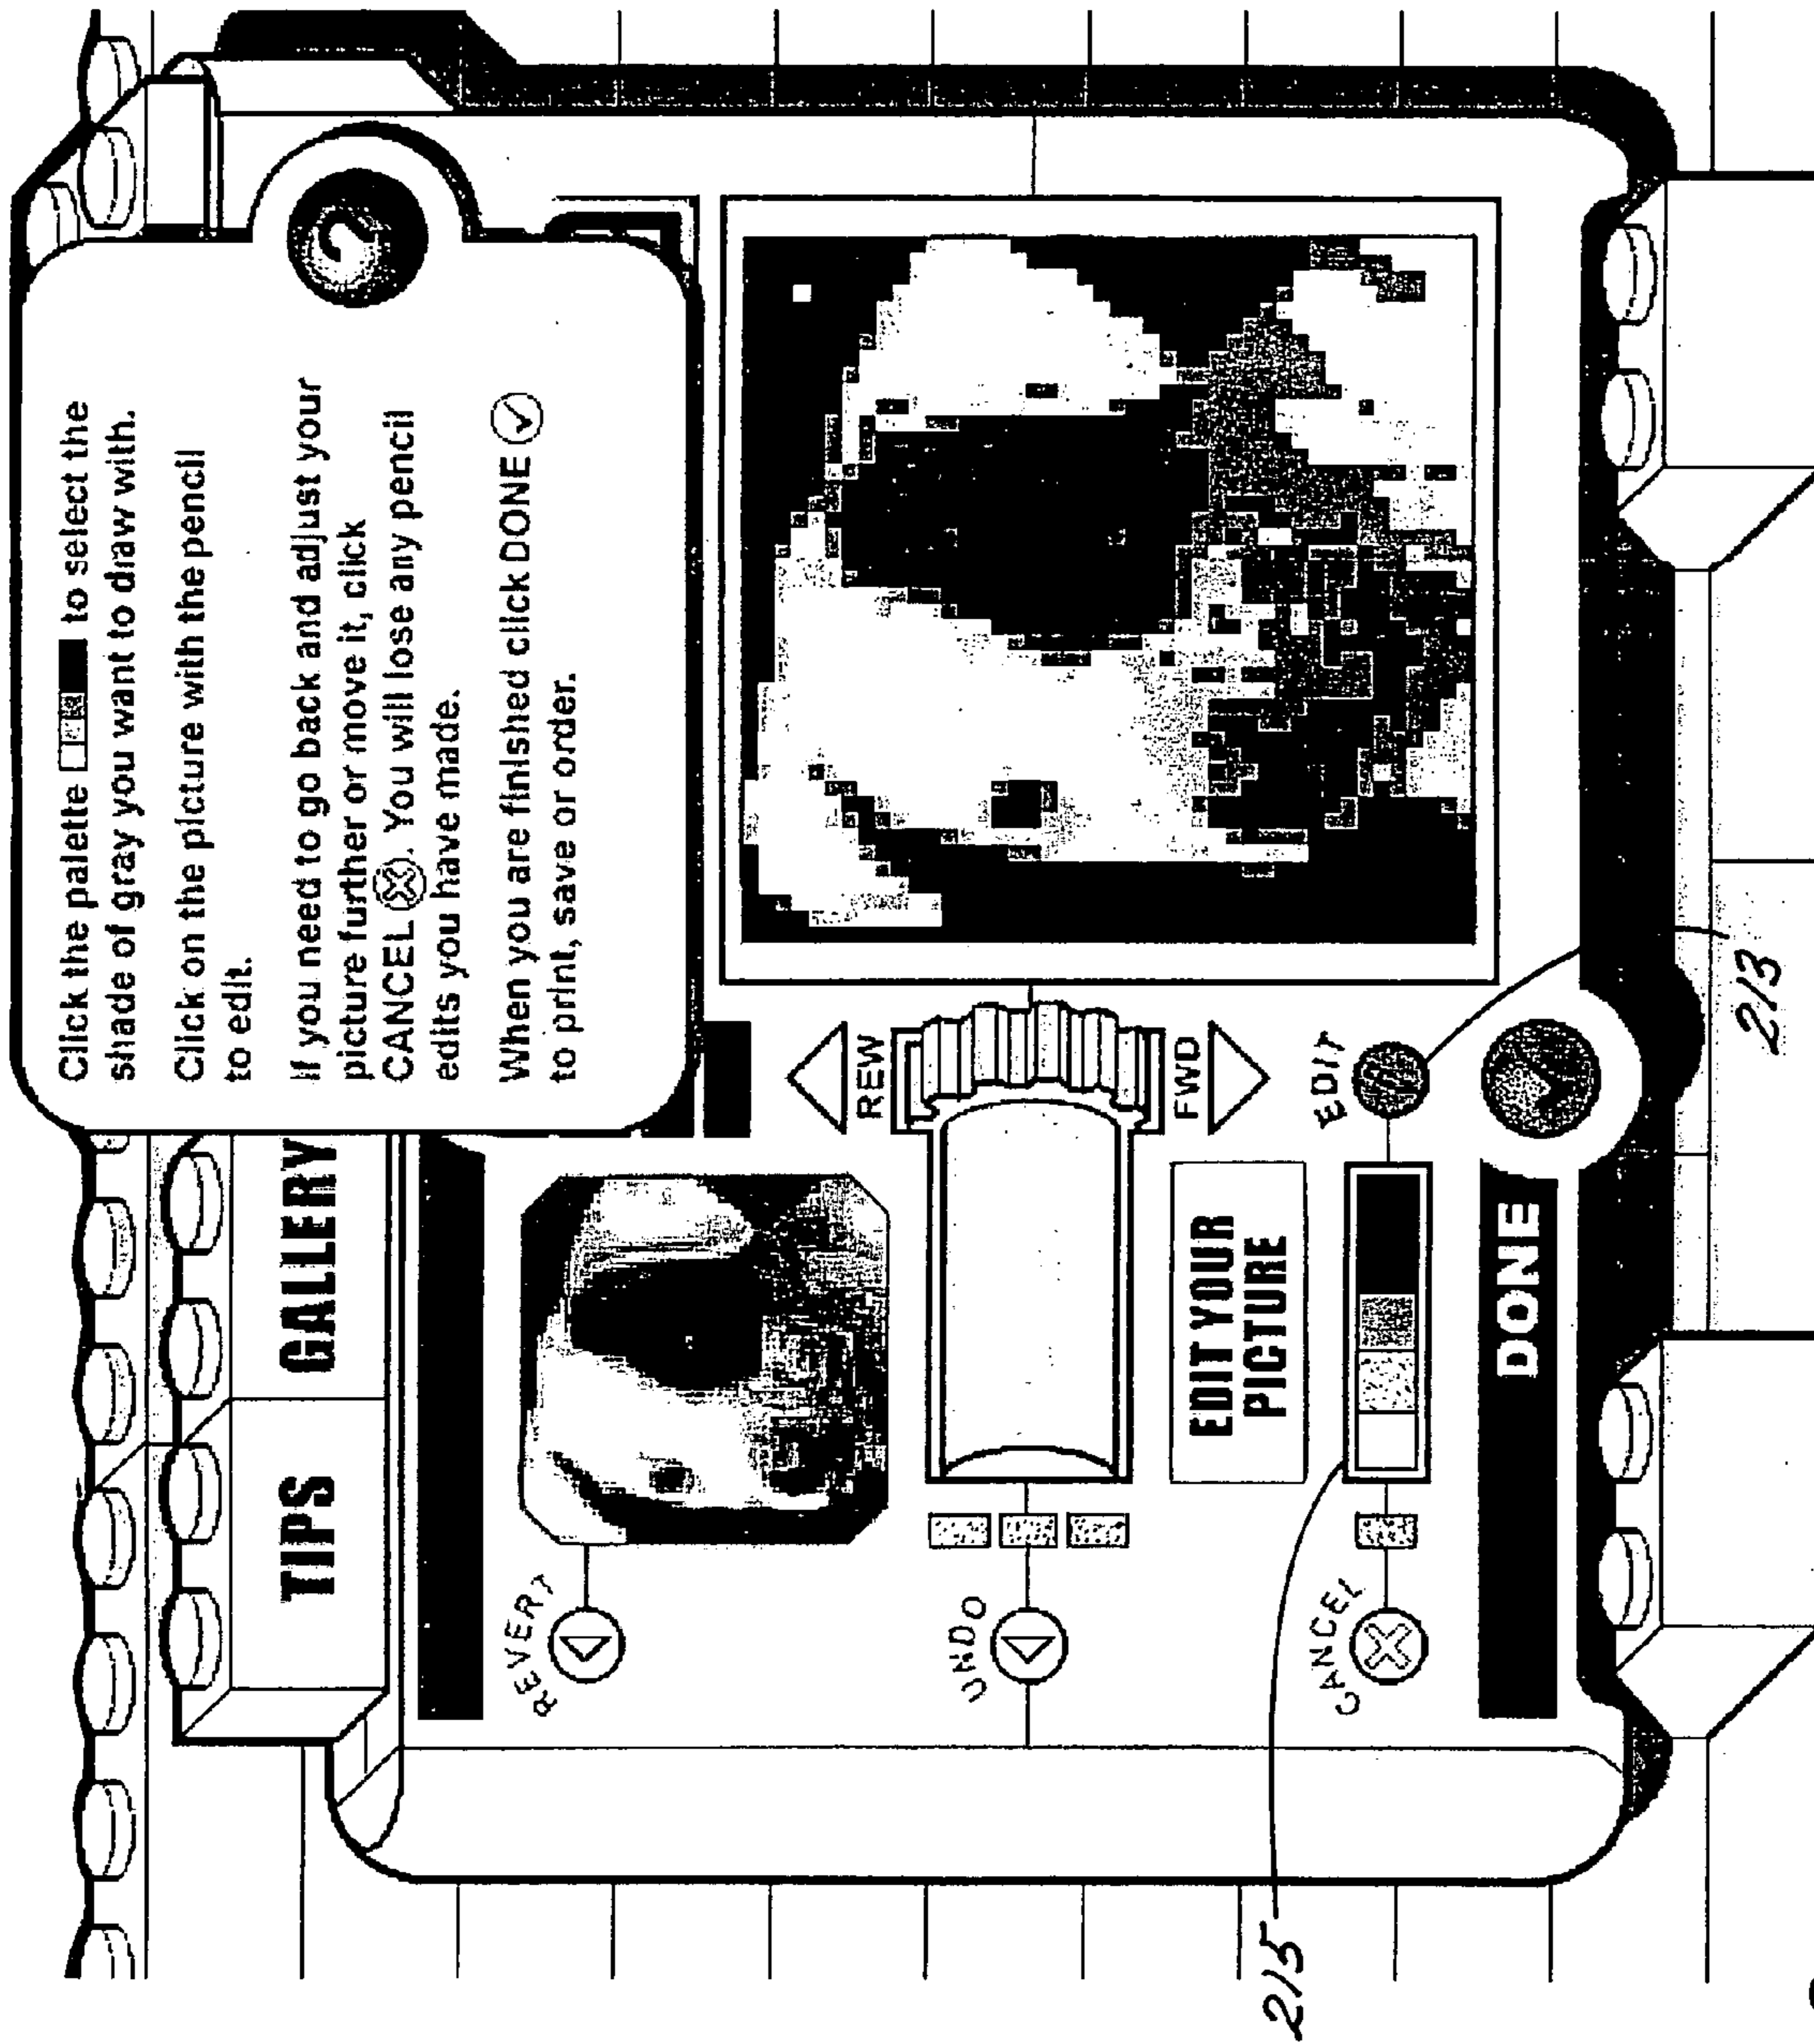 Click the palette to select the
shade of gray you want to draw with.
Click on the picture with the pencil
to edit.
If you need to go back and adjust your
picture further or move it, click
CANCEL. You will lose any pencil
edits you have made.
When you are finished click DONE
to print, save or order.
?
TIPS
GALLERY
REVERT
REW
UNDO
FWD
EDIT YOUR
PICTURE
CANCEL
EDIT
DONE
215
213